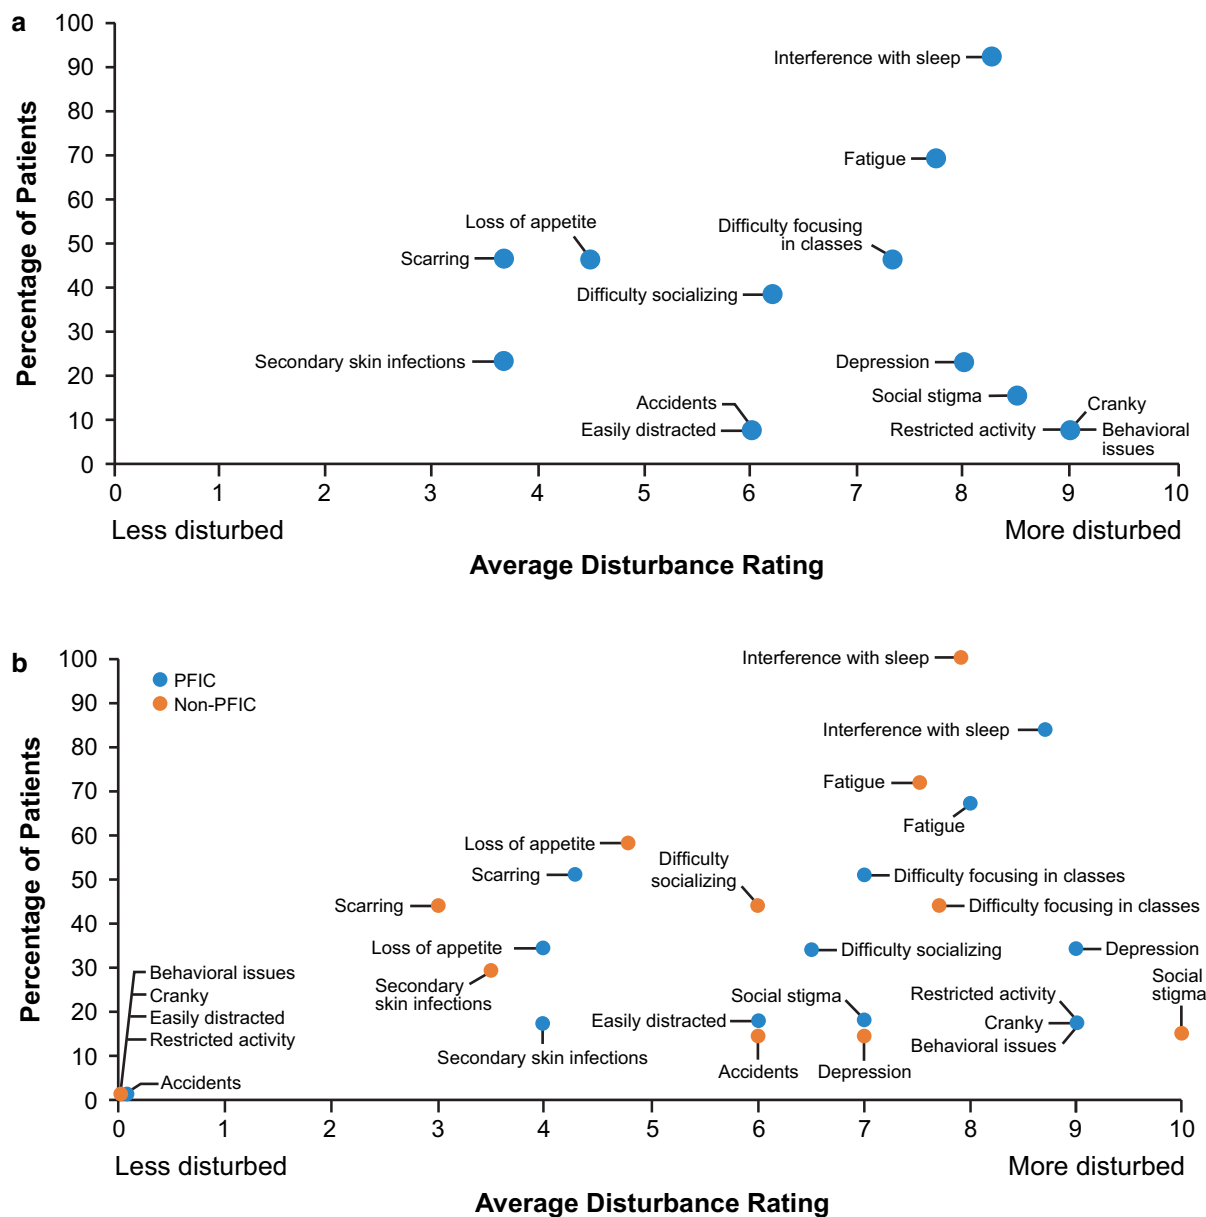 a
100
90
80
70
60
50
40
30
20
10
0
Percentage of Patients
Interference with sleep
Fatigue
Loss of appetite
Scarring
Difficulty focusing
in classes
Difficulty socializing
Secondary skin infections
Depression
Social stigma
Accidents
Easily distracted
Restricted activity
Cranky
Behavioral
issues
0 1 2 3 4 5 6 7 8 9 10
Less disturbed
More disturbed
Average Disturbance Rating
b
100
90
80
70
60
50
40
30
20
10
0
Percentage of Patients
PFIC
Non-PFIC
Interference with sleep
Interference with sleep
Fatigue
Fatigue
Loss of appetite
Scarring
Difficulty
socializing
Difficulty focusing in classes
Scarring
Difficulty focusing in classes
Loss of appetite
Difficulty socializing
Depression
Secondary
skin infections
Social
stigma
Behavioral issues
Cranky
Easily distracted
Restricted activity
Accidents
Social stigma
Easily distracted
Restricted activity
Cranky
Behavioral issues
Secondary skin infections
Accidents
Depression
0 1 2 3 4 5 6 7 8 9 10
Less disturbed
More disturbed
Average Disturbance Rating